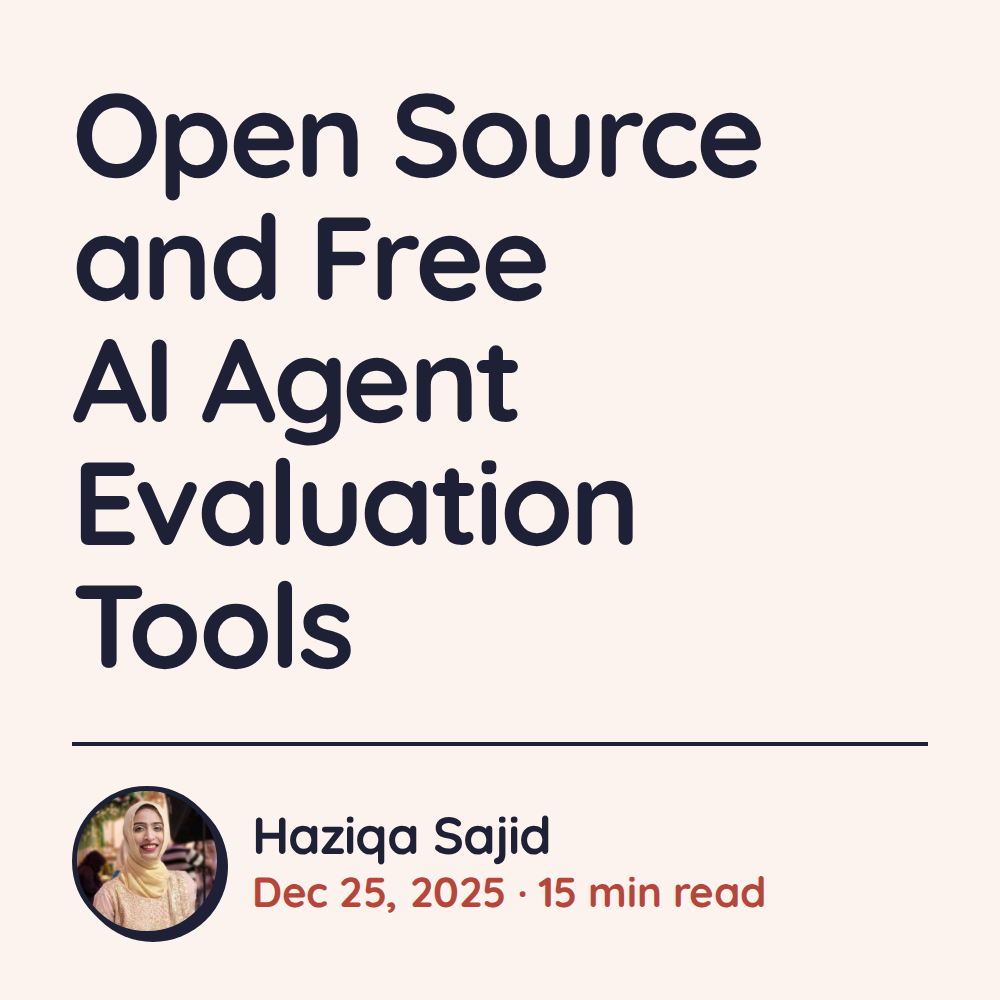 Open Source
and Free
AI Agent
Evaluation
Tools
Haziqa Sajid
Dec 25, 2025 · 15 min read